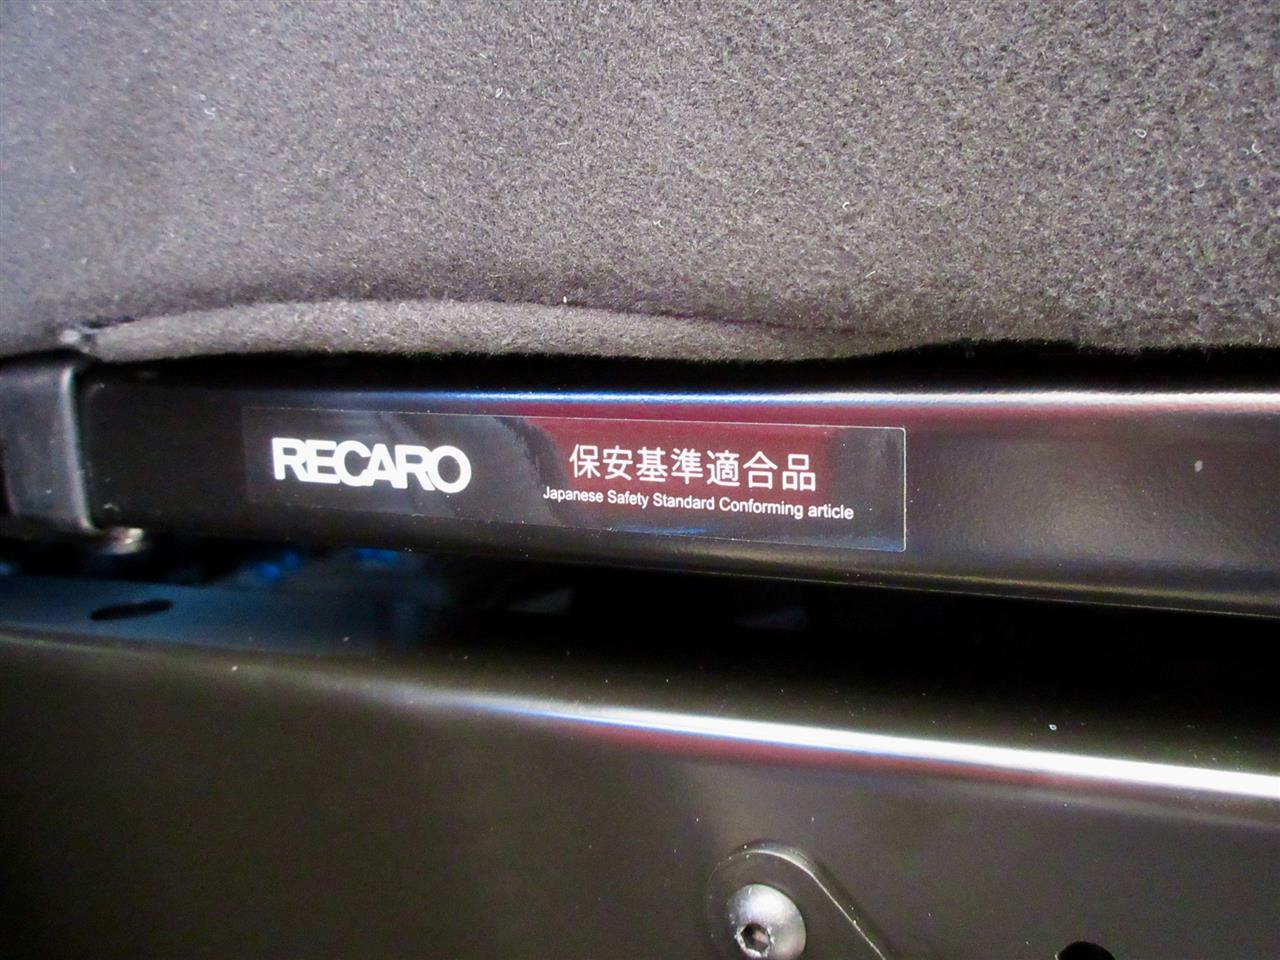 RECARO
保安基準適合品
Japanese Safety Standard Conforming article